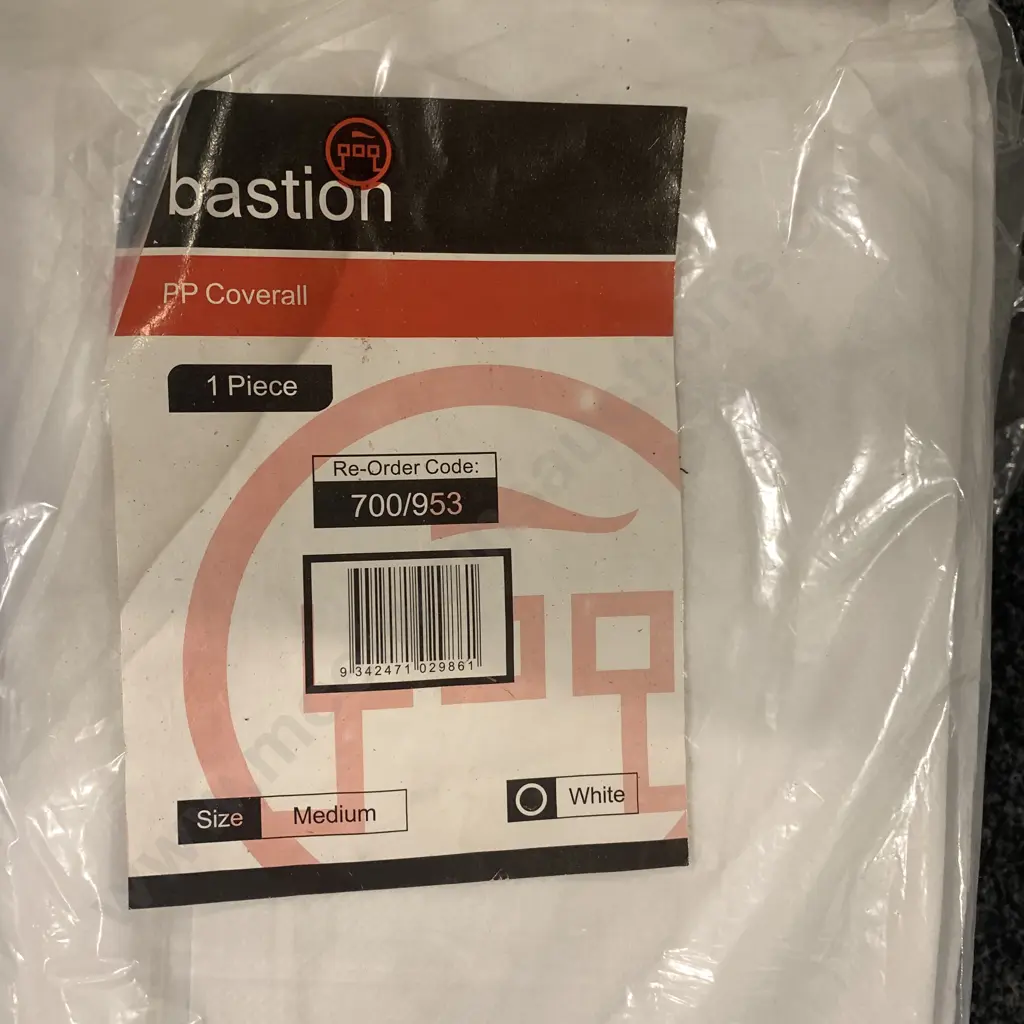 bastion
PP Coverall
1 Piece
Re-Order Code:
700/953
9 342471 029861
Size Medium
White